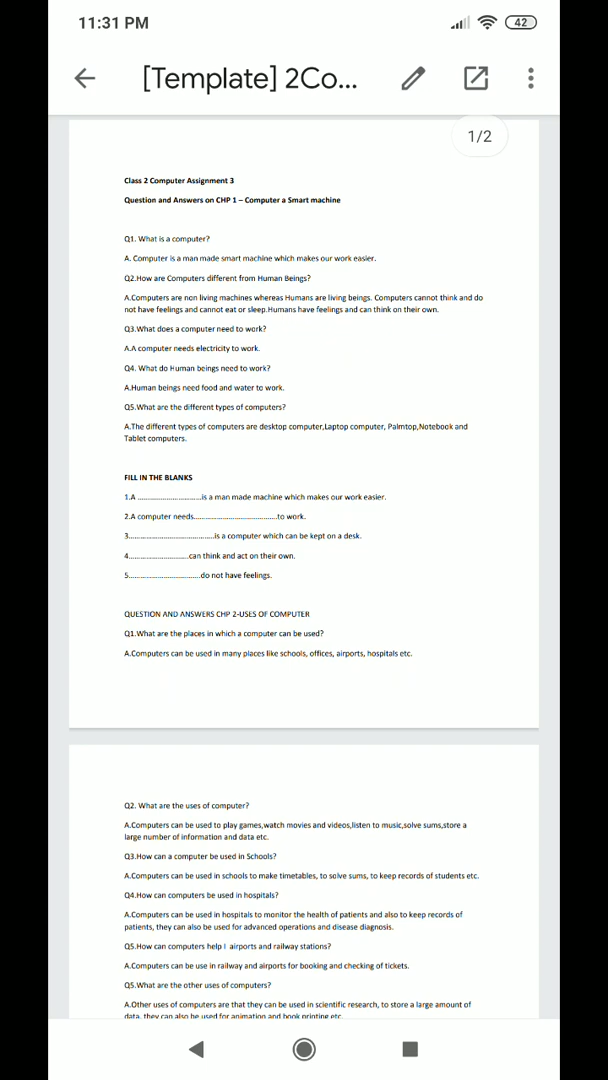 11:31 PM
42
[Template] 2Co...
1/2
Class 2 Computer Assignment 3
Question and Answers on CHP 1 – Computer a Smart machine
Q1. What is a computer?
A. Computer is a man made smart machine which makes our work easier.
Q2.How are Computers different from Human Beings?
A.Computers are non living machines whereas Humans are living beings. Computers cannot think and do
not have feelings and cannot eat or sleep.Humans have feelings and can think on their own.
Q3.What does a computer need to work?
A.A computer needs electricity to work.
Q4. What do Human beings need to work?
A.Human beings need food and water to work.
Q5.What are the different types of computers?
A.The different types of computers are desktop computer,Laptop computer, Palmtop,Notebook and
Tablet computers.
FILL IN THE BLANKS
1.A ..............................is a man made machine which makes our work easier.
2.A computer needs.......................................to work.
3........................................is a computer which can be kept on a desk.
4............................can think and act on their own.
5.................................do not have feelings.
QUESTION AND ANSWERS CHP 2-USES OF COMPUTER
Q1.What are the places in which a computer can be used?
A.Computers can be used in many places like schools, offices, airports, hospitals etc.
Q2. What are the uses of computer?
A.Computers can be used to play games,watch movies and videos,listen to music,solve sums,store a
large number of information and data etc.
Q3.How can a computer be used in Schools?
A.Computers can be used in schools to make timetables, to solve sums, to keep records of students etc.
Q4.How can computers be used in hospitals?
A.Computers can be used in hospitals to monitor the health of patients and also to keep records of
patients, they can also be used for advanced operations and disease diagnosis.
Q5.How can computers help I airports and railway stations?
A.Computers can be use in railway and airports for booking and checking of tickets.
Q5.What are the other uses of computers?
A.Other uses of computers are that they can be used in scientific research, to store a large amount of
data, they can also be used for animation and book printing etc.